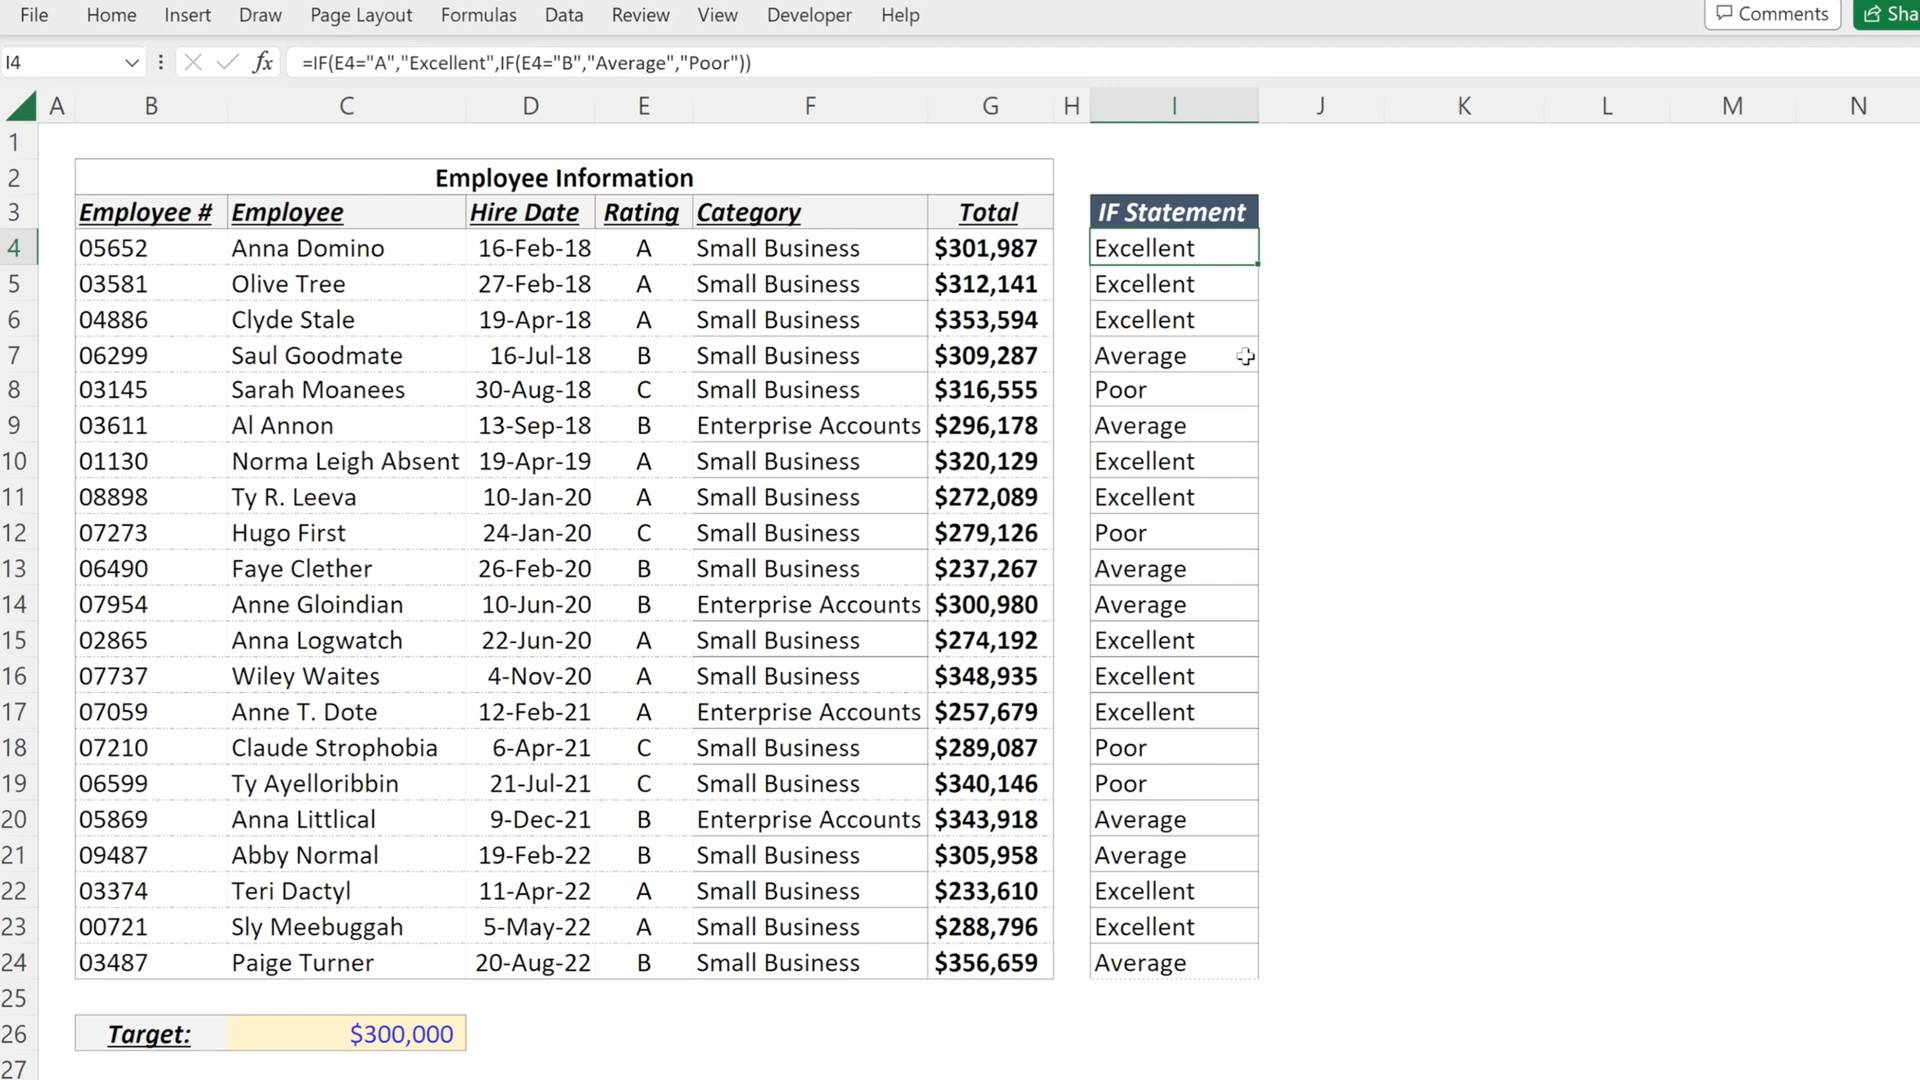 File Home Insert Draw Page Layout Formulas Data Review View Developer Help Comments Sha
I4 fx =IF(E4="A","Excellent",IF(E4="B","Average","Poor"))
A B C D E F G H I J K L M N
1
2 Employee Information
3 Employee # Employee Hire Date Rating Category Total IF Statement
4 05652 Anna Domino 16-Feb-18 A Small Business $301,987 Excellent
5 03581 Olive Tree 27-Feb-18 A Small Business $312,141 Excellent
6 04886 Clyde Stale 19-Apr-18 A Small Business $353,594 Excellent
7 06299 Saul Goodmate 16-Jul-18 B Small Business $309,287 Average
8 03145 Sarah Moanees 30-Aug-18 C Small Business $316,555 Poor
9 03611 Al Annon 13-Sep-18 B Enterprise Accounts $296,178 Average
10 01130 Norma Leigh Absent 19-Apr-19 A Small Business $320,129 Excellent
11 08898 Ty R. Leeva 10-Jan-20 A Small Business $272,089 Excellent
12 07273 Hugo First 24-Jan-20 C Small Business $279,126 Poor
13 06490 Faye Clether 26-Feb-20 B Small Business $237,267 Average
14 07954 Anne Gloindian 10-Jun-20 B Enterprise Accounts $300,980 Average
15 02865 Anna Logwatch 22-Jun-20 A Small Business $274,192 Excellent
16 07737 Wiley Waites 4-Nov-20 A Small Business $348,935 Excellent
17 07059 Anne T. Dote 12-Feb-21 A Enterprise Accounts $257,679 Excellent
18 07210 Claude Strophobia 6-Apr-21 C Small Business $289,087 Poor
19 06599 Ty Ayelloribbin 21-Jul-21 C Small Business $340,146 Poor
20 05869 Anna Littlical 9-Dec-21 B Enterprise Accounts $343,918 Average
21 09487 Abby Normal 19-Feb-22 B Small Business $305,958 Average
22 03374 Teri Dactyl 11-Apr-22 A Small Business $233,610 Excellent
23 00721 Sly Meebuggah 5-May-22 A Small Business $288,796 Excellent
24 03487 Paige Turner 20-Aug-22 B Small Business $356,659 Average
25
26 Target: $300,000
27